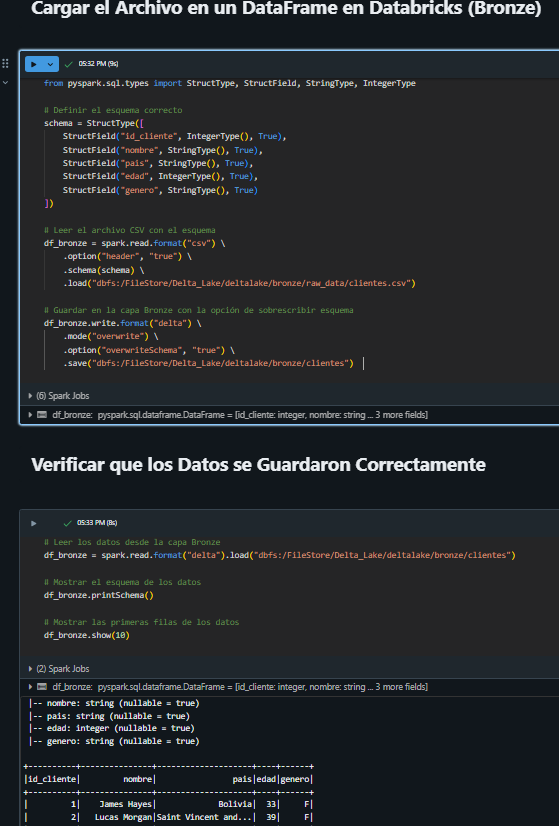 Cargar el Archivo en un DataFrame en Databricks (Bronze)
05:32 PM (9s)
from pyspark.sql.types import StructType, StructField, StringType, IntegerType
# Definir el esquema correcto
schema = StructType([
StructField("id_cliente", IntegerType(), True),
StructField("nombre", StringType(), True),
StructField("pais", StringType(), True),
StructField("edad", IntegerType(), True),
StructField("genero", StringType(), True)
])
# Leer el archivo CSV con el esquema
df_bronze = spark.read.format("csv") \
.option("header", "true") \
.schema(schema) \
.load("dbfs:/FileStore/Delta_Lake/deltalake/bronze/raw_data/clientes.csv")
# Guardar en la capa Bronze con la opción de sobrescribir esquema
df_bronze.write.format("delta") \
.mode("overwrite") \
.option("overwriteSchema", "true") \
.save("dbfs:/FileStore/Delta_Lake/deltalake/bronze/clientes")
(6) Spark Jobs
df_bronze: pyspark.sql.dataframe.DataFrame = [id_cliente: integer, nombre: string ... 3 more fields]
Verificar que los Datos se Guardaron Correctamente
05:33 PM (8s)
# Leer los datos desde la capa Bronze
df_bronze = spark.read.format("delta").load("dbfs:/FileStore/Delta_Lake/deltalake/bronze/clientes")
# Mostrar el esquema de los datos
df_bronze.printSchema()
# Mostrar las primeras filas de los datos
df_bronze.show(10)
(2) Spark Jobs
df_bronze: pyspark.sql.dataframe.DataFrame = [id_cliente: integer, nombre: string ... 3 more fields]
|-- nombre: string (nullable = true)
|-- pais: string (nullable = true)
|-- edad: integer (nullable = true)
|-- genero: string (nullable = true)
+----------+---------------+--------------------+----+------+
|id_cliente|         nombre|                pais|edad|genero|
+----------+---------------+--------------------+----+------+
|         1|    James Hayes|             Bolivia|  33|     F|
|         2|   Lucas Morgan|Saint Vincent and...|  39|     F|